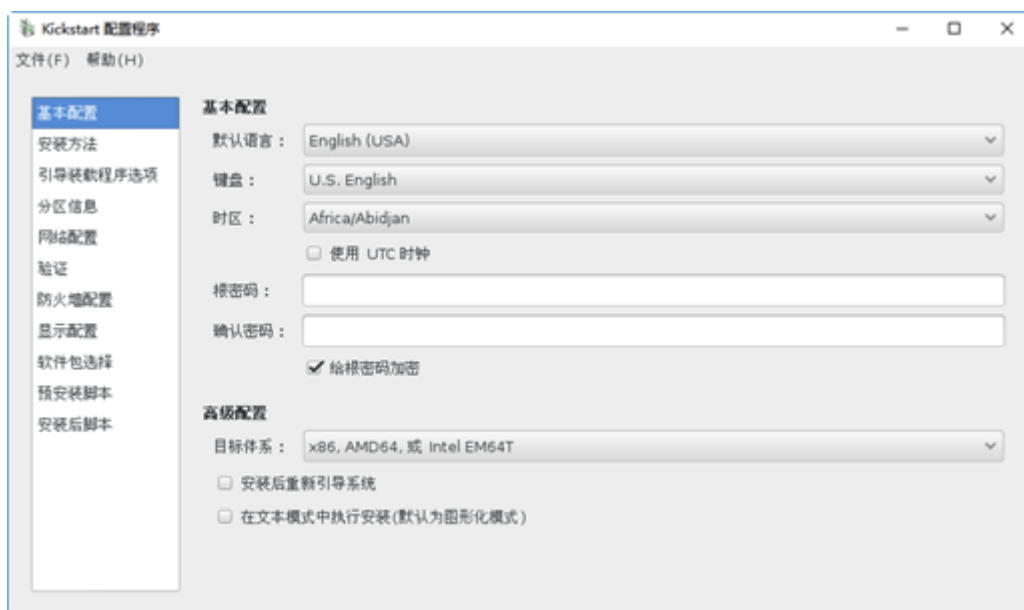 Kickstart 配置程序
文件(F) 帮助(H)
基本配置
安装方法
引导装载程序选项
分区信息
网络配置
验证
防火墙配置
显示配置
软件包选择
预安装脚本
安装后脚本
基本配置
默认语言： English (USA)
键盘： U.S. English
时区： Africa/Abidjan
使用 UTC 时钟
根密码：
确认密码：
给根密码加密
高级配置
目标体系： x86, AMD64, 或 Intel EM64T
安装后重新引导系统
在文本模式中执行安装(默认为图形化模式)